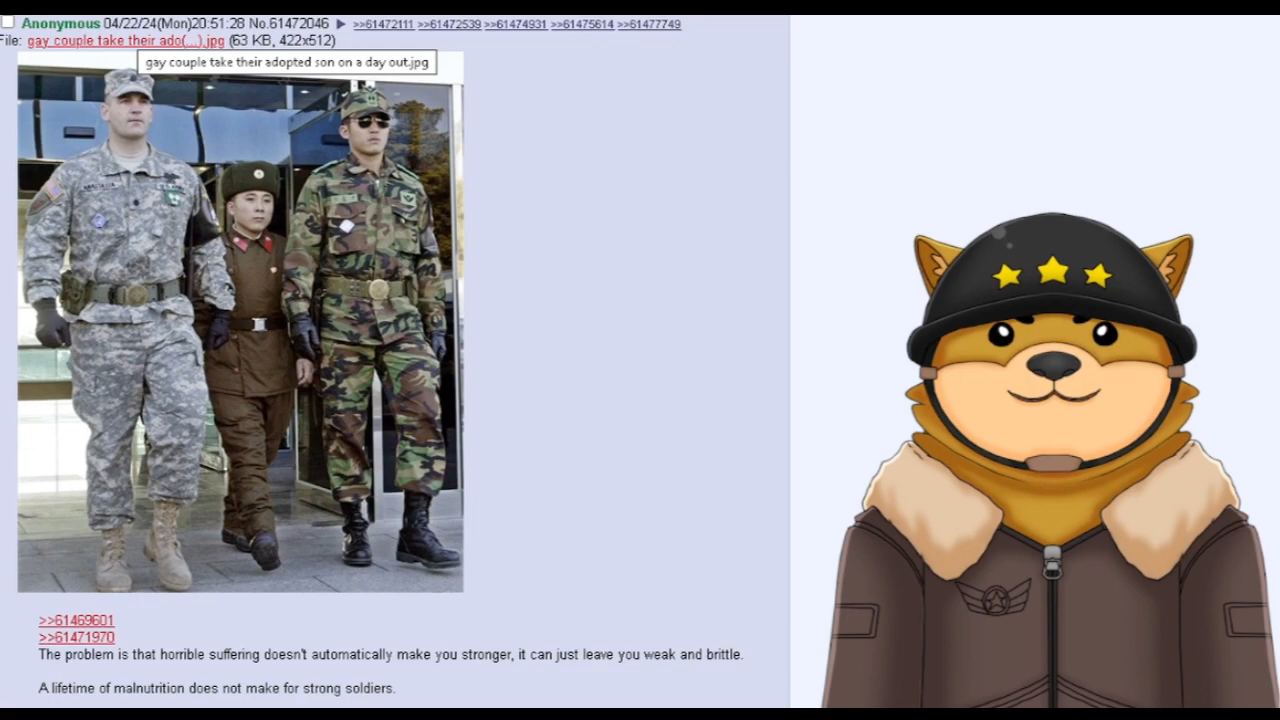 Anonymous 04/22/24(Mon)20:51:28 No.61472046 ▶ >>61472111 >>61472539 >>61474931 >>61475614 >>61477749
File: gay couple take their ado(...).jpg (63 KB, 422x512)
gay couple take their adopted son on a day out.jpg
>>61469601
>>61471970
The problem is that horrible suffering doesn't automatically make you stronger, it can just leave you weak and brittle.
A lifetime of malnutrition does not make for strong soldiers.